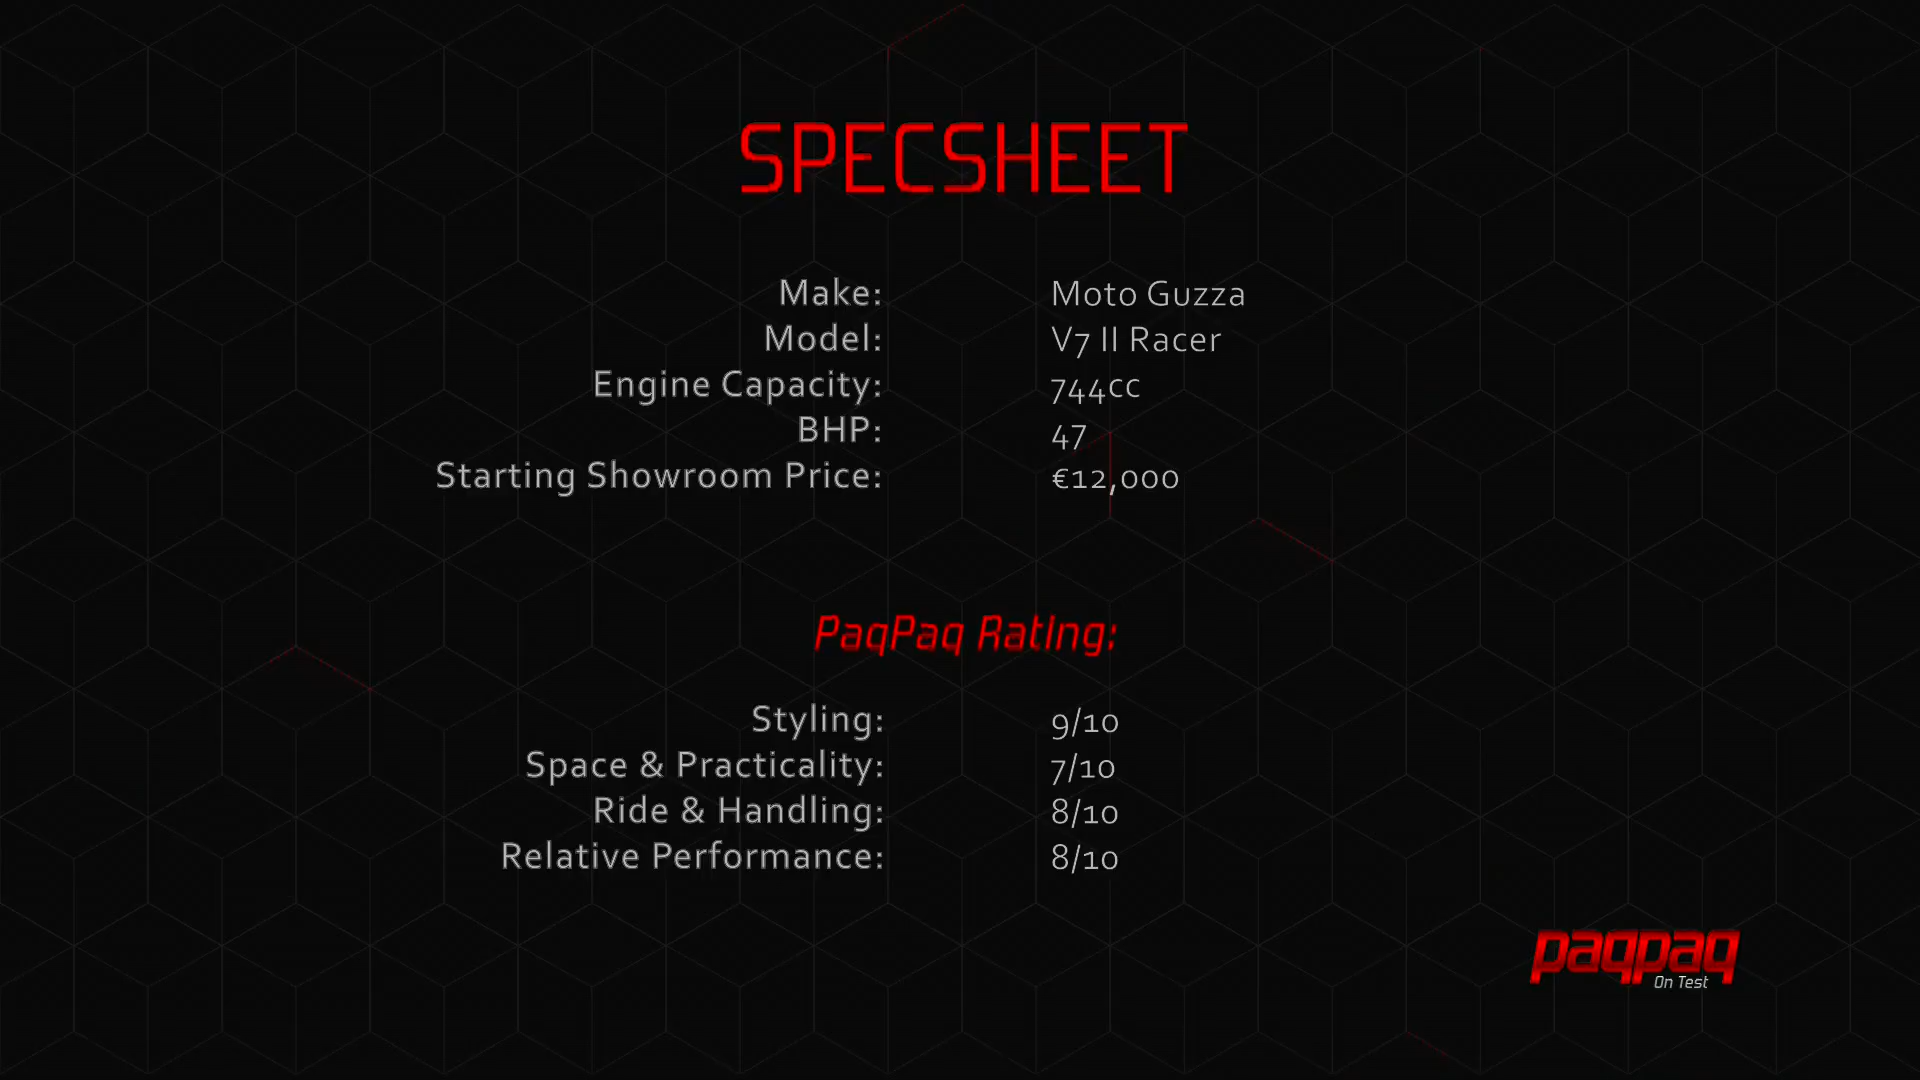 SPECSHEET
Make: Moto Guzza
Model: V7 II Racer
Engine Capacity: 744cc
BHP: 47
Starting Showroom Price: €12,000
PaqPaq Rating:
Styling: 9/10
Space & Practicality: 7/10
Ride & Handling: 8/10
Relative Performance: 8/10
paqpaq
On Test